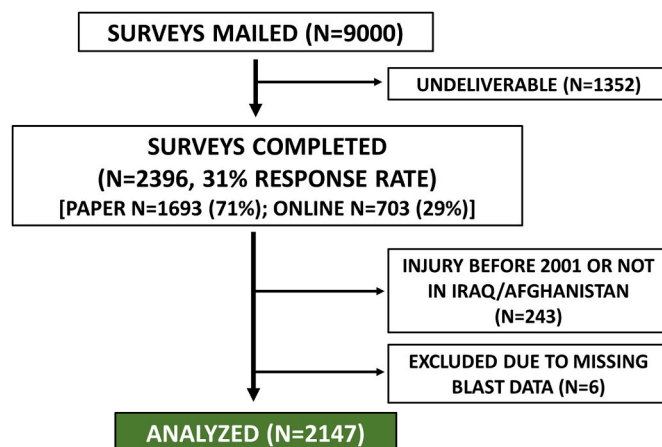 SURVEYS MAILED (N=9000)
UNDELIVERABLE (N=1352)
SURVEYS COMPLETED
(N=2396, 31% RESPONSE RATE)
[PAPER N=1693 (71%); ONLINE N=703 (29%)]
INJURY BEFORE 2001 OR NOT
IN IRAQ/AFGHANISTAN
(N=243)
EXCLUDED DUE TO MISSING
BLAST DATA (N=6)
ANALYZED (N=2147)